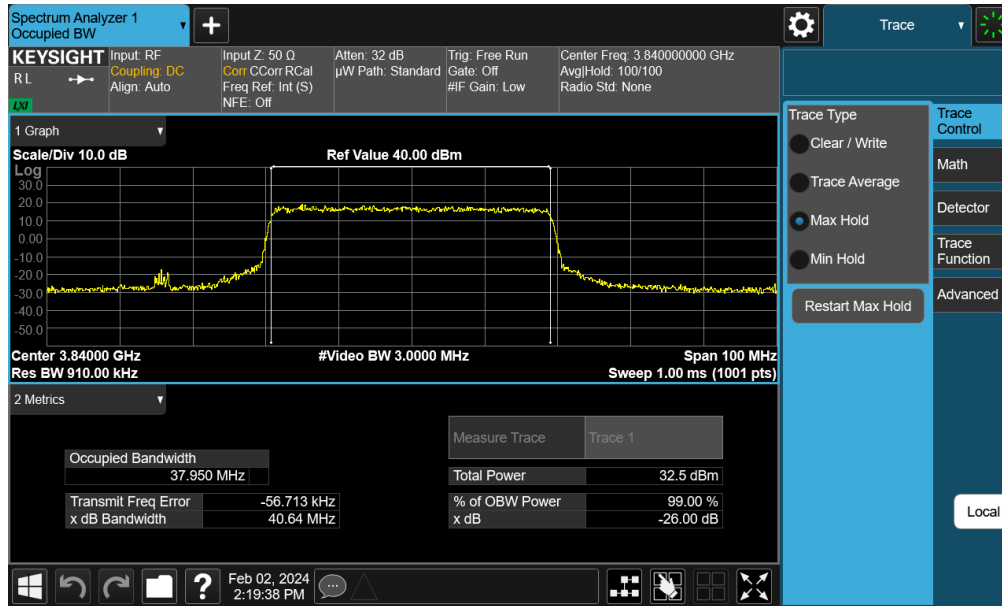 Spectrum Analyzer 1
Occupied BW
+
Trace
KEYSIGHT
R L
LXI
Input: RF
Coupling: DC
Align: Auto
Input Z: 50 Ω
Corr CCorr RCal
Freq Ref: Int (S)
NFE: Off
Atten: 32 dB
µW Path: Standard
Trig: Free Run
Gate: Off
#IF Gain: Low
Center Freq: 3.840000000 GHz
Avg|Hold: 100/100
Radio Std: None
1 Graph
Scale/Div 10.0 dB
Ref Value 40.00 dBm
Log
30.0
20.0
10.0
0.00
-10.0
-20.0
-30.0
-40.0
-50.0
Center 3.84000 GHz
#Video BW 3.0000 MHz
Span 100 MHz
Res BW 910.00 kHz
Sweep 1.00 ms (1001 pts)
2 Metrics
Measure Trace
Trace 1
Occupied Bandwidth
37.950 MHz
Total Power
32.5 dBm
Transmit Freq Error
-56.713 kHz
% of OBW Power
99.00 %
x dB Bandwidth
40.64 MHz
x dB
-26.00 dB
Trace Type
Clear / Write
Trace Average
Max Hold
Min Hold
Restart Max Hold
Trace
Control
Math
Detector
Trace
Function
Advanced
Local
?
Feb 02, 2024
2:19:38 PM